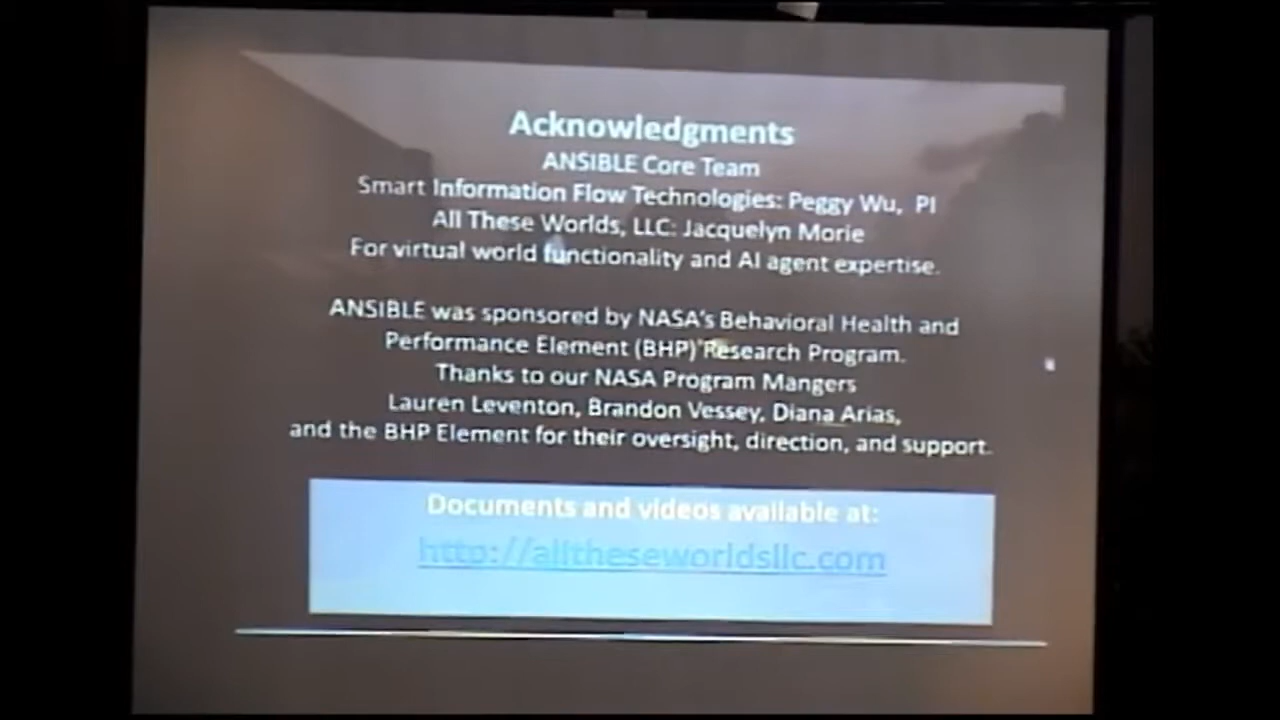 Acknowledgments
ANSIBLE Core Team
Smart Information Flow Technologies: Peggy Wu, PI
All These Worlds, LLC: Jacquelyn Morie
For virtual world functionality and AI agent expertise.
ANSIBLE was sponsored by NASA's Behavioral Health and
Performance Element (BHP) Research Program.
Thanks to our NASA Program Mangers
Lauren Leventon, Brandon Vessey, Diana Arias,
and the BHP Element for their oversight, direction, and support.
Documents and videos available at:
http://alltheseworldsllc.com